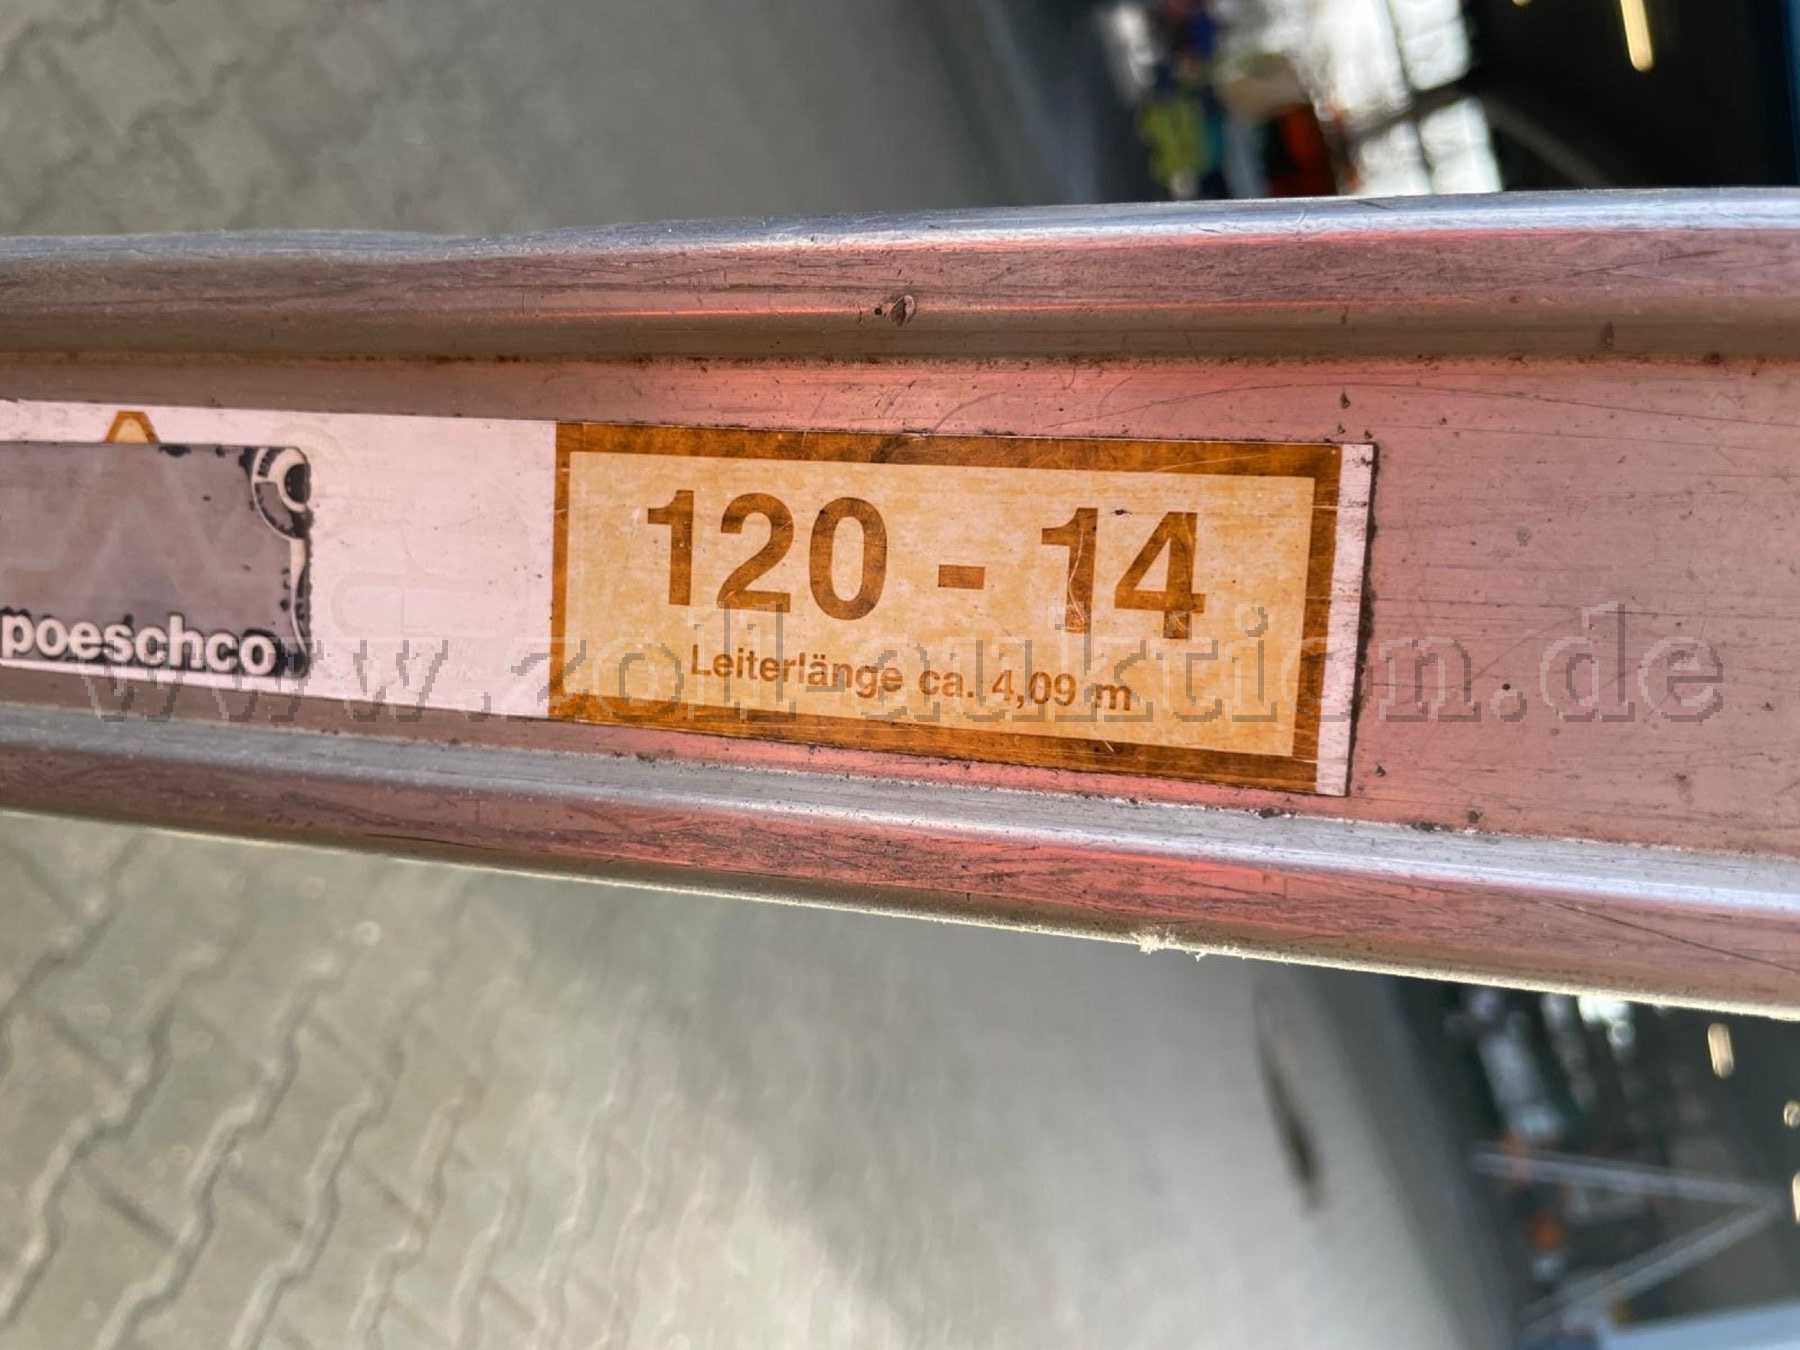 120 - 14
Leiterlänge ca. 4,09 m
poeschco
www.zoll-auktion.de